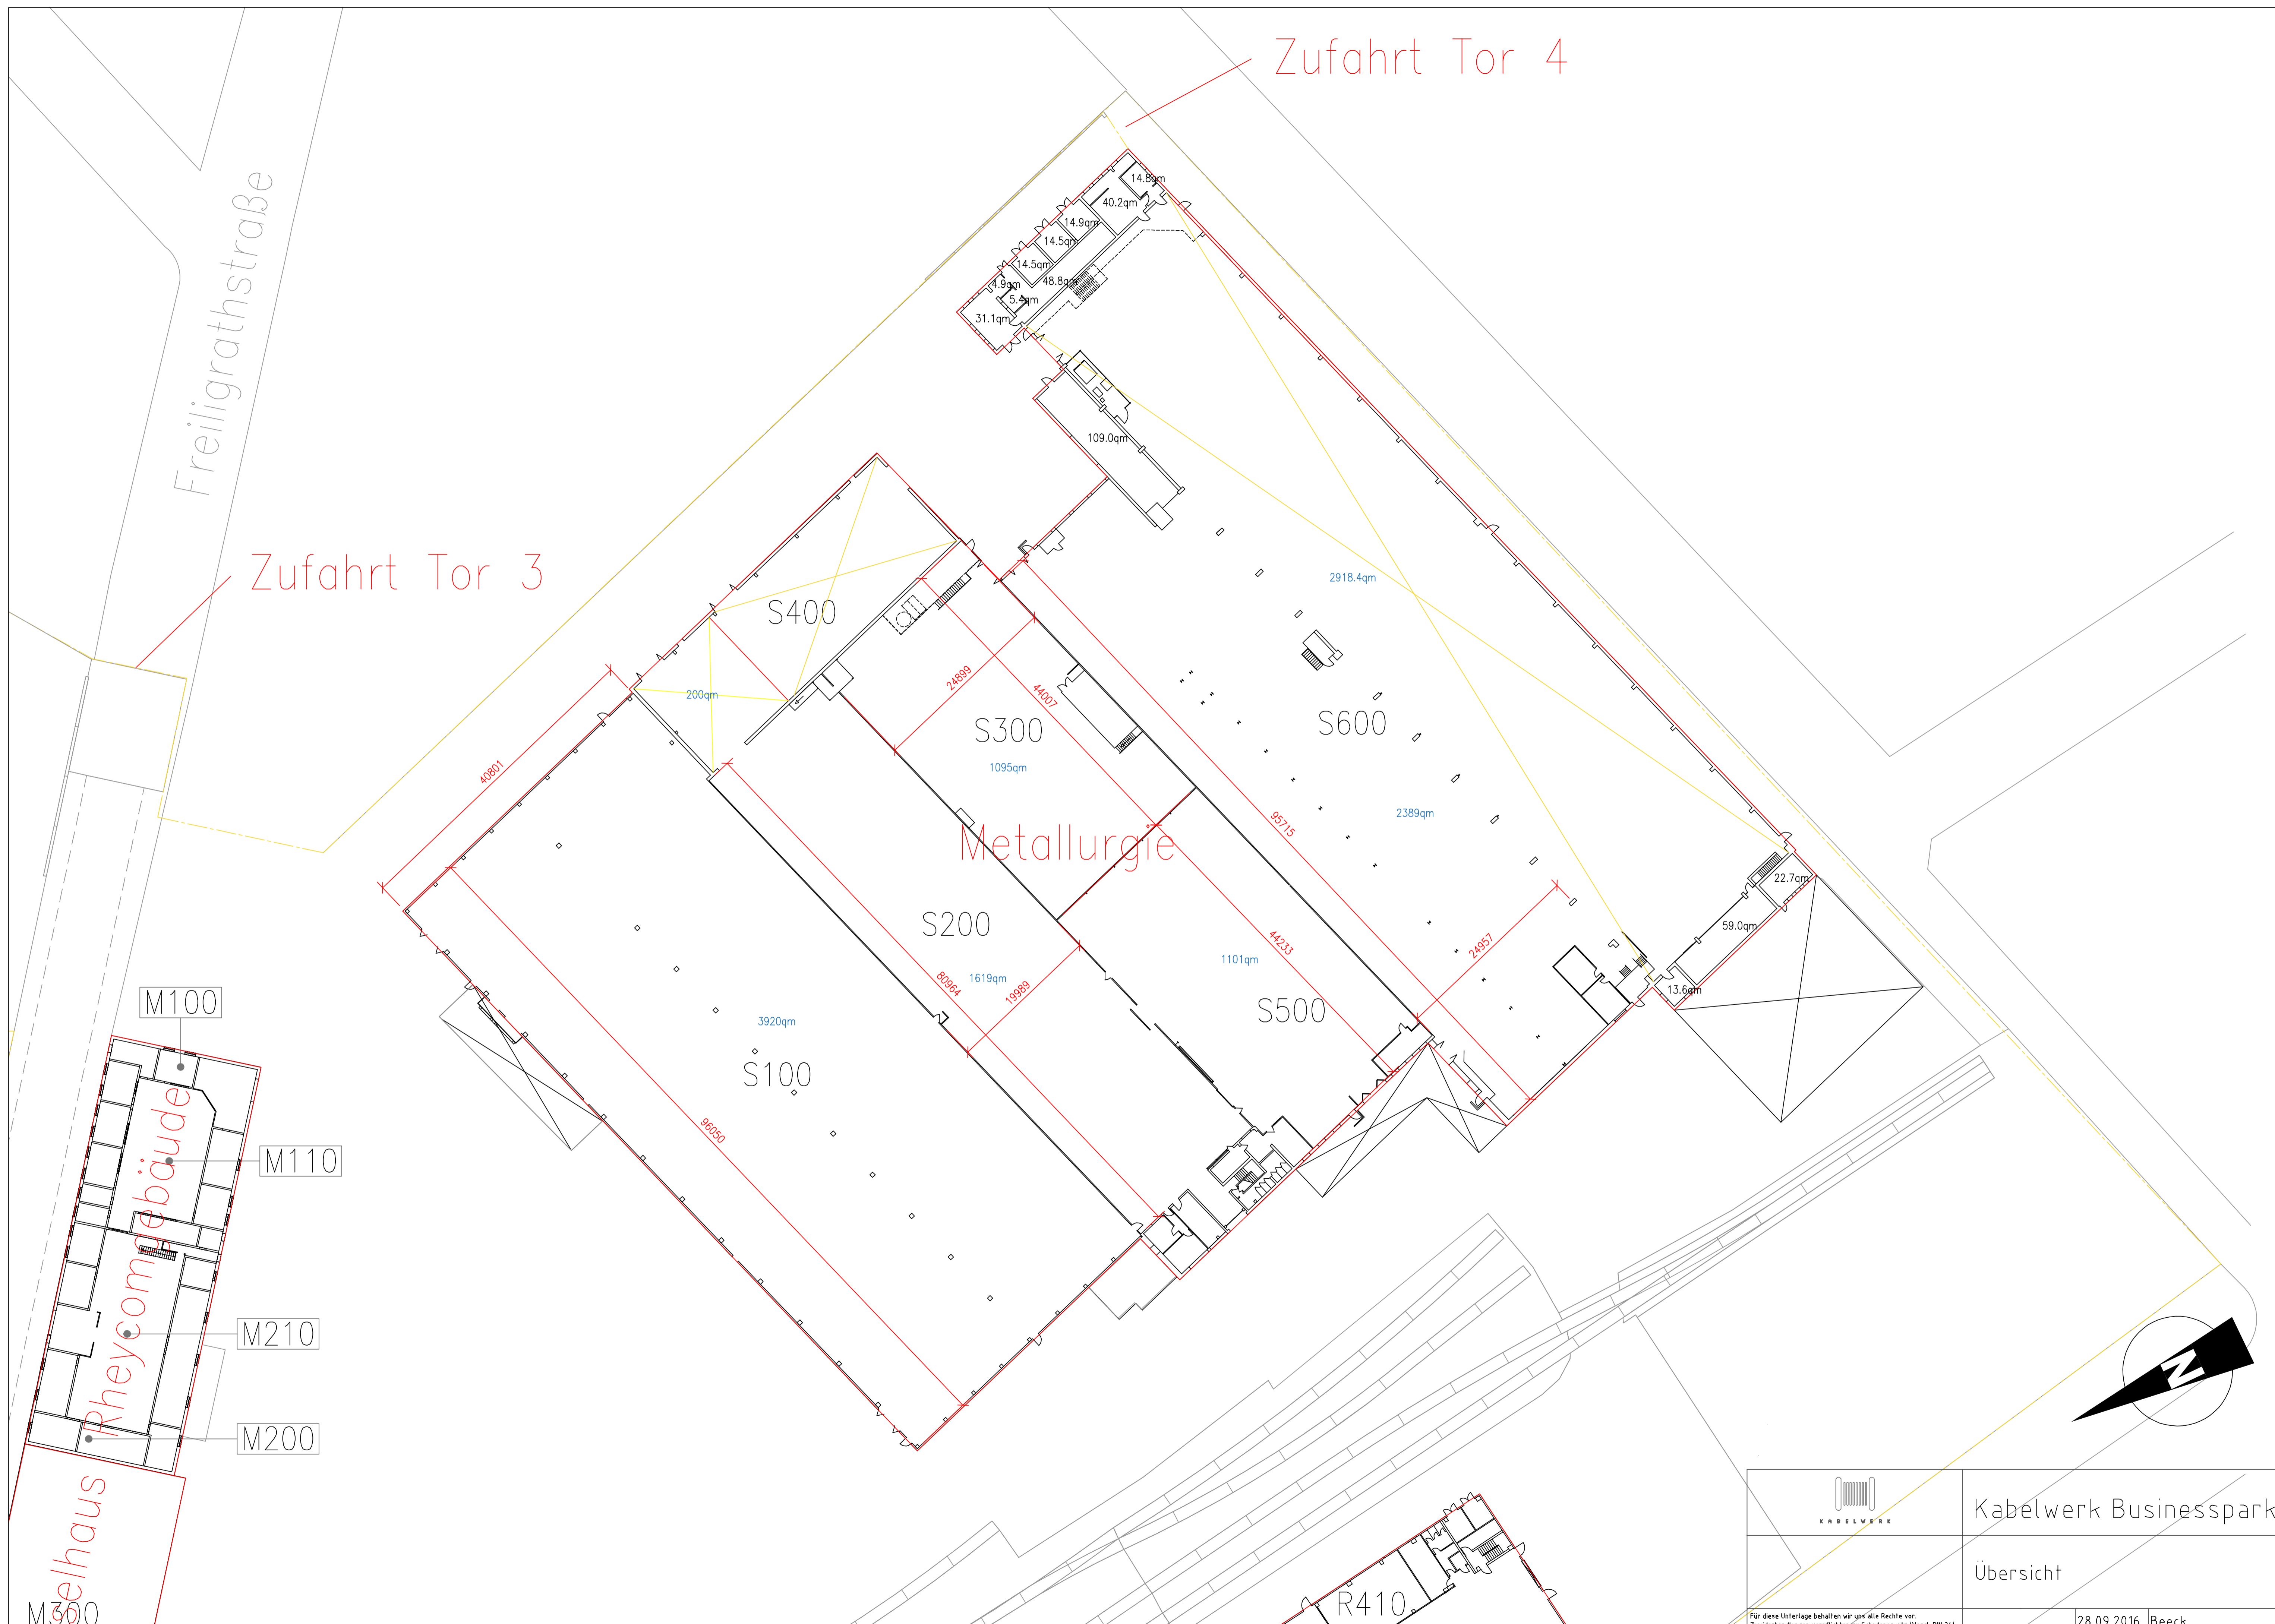 Zufahrt Tor 4
Freiligrathstraße
14.8qm
40.2qm
14.9qm
14.5qm
14.5qm
48.8qm
4.9qm
5.4qm
31.1qm
109.0qm
Zufahrt Tor 3
S400
200qm
24899
44007
S300
1095qm
2918.4qm
S600
2389qm
40801
95715
Metallurgie
22.7qm
59.0qm
13.6qm
S200
1619qm
80964
19989
44233
24957
1101qm
S500
3920qm
S100
96050
M100
M110
M210
M200
M300
R410
N
KABELWERK
Kabelwerk Businesspark
Übersicht
Für diese Unterlage behalten wir uns alle Rechte vor.
28.09.2016 Beeck